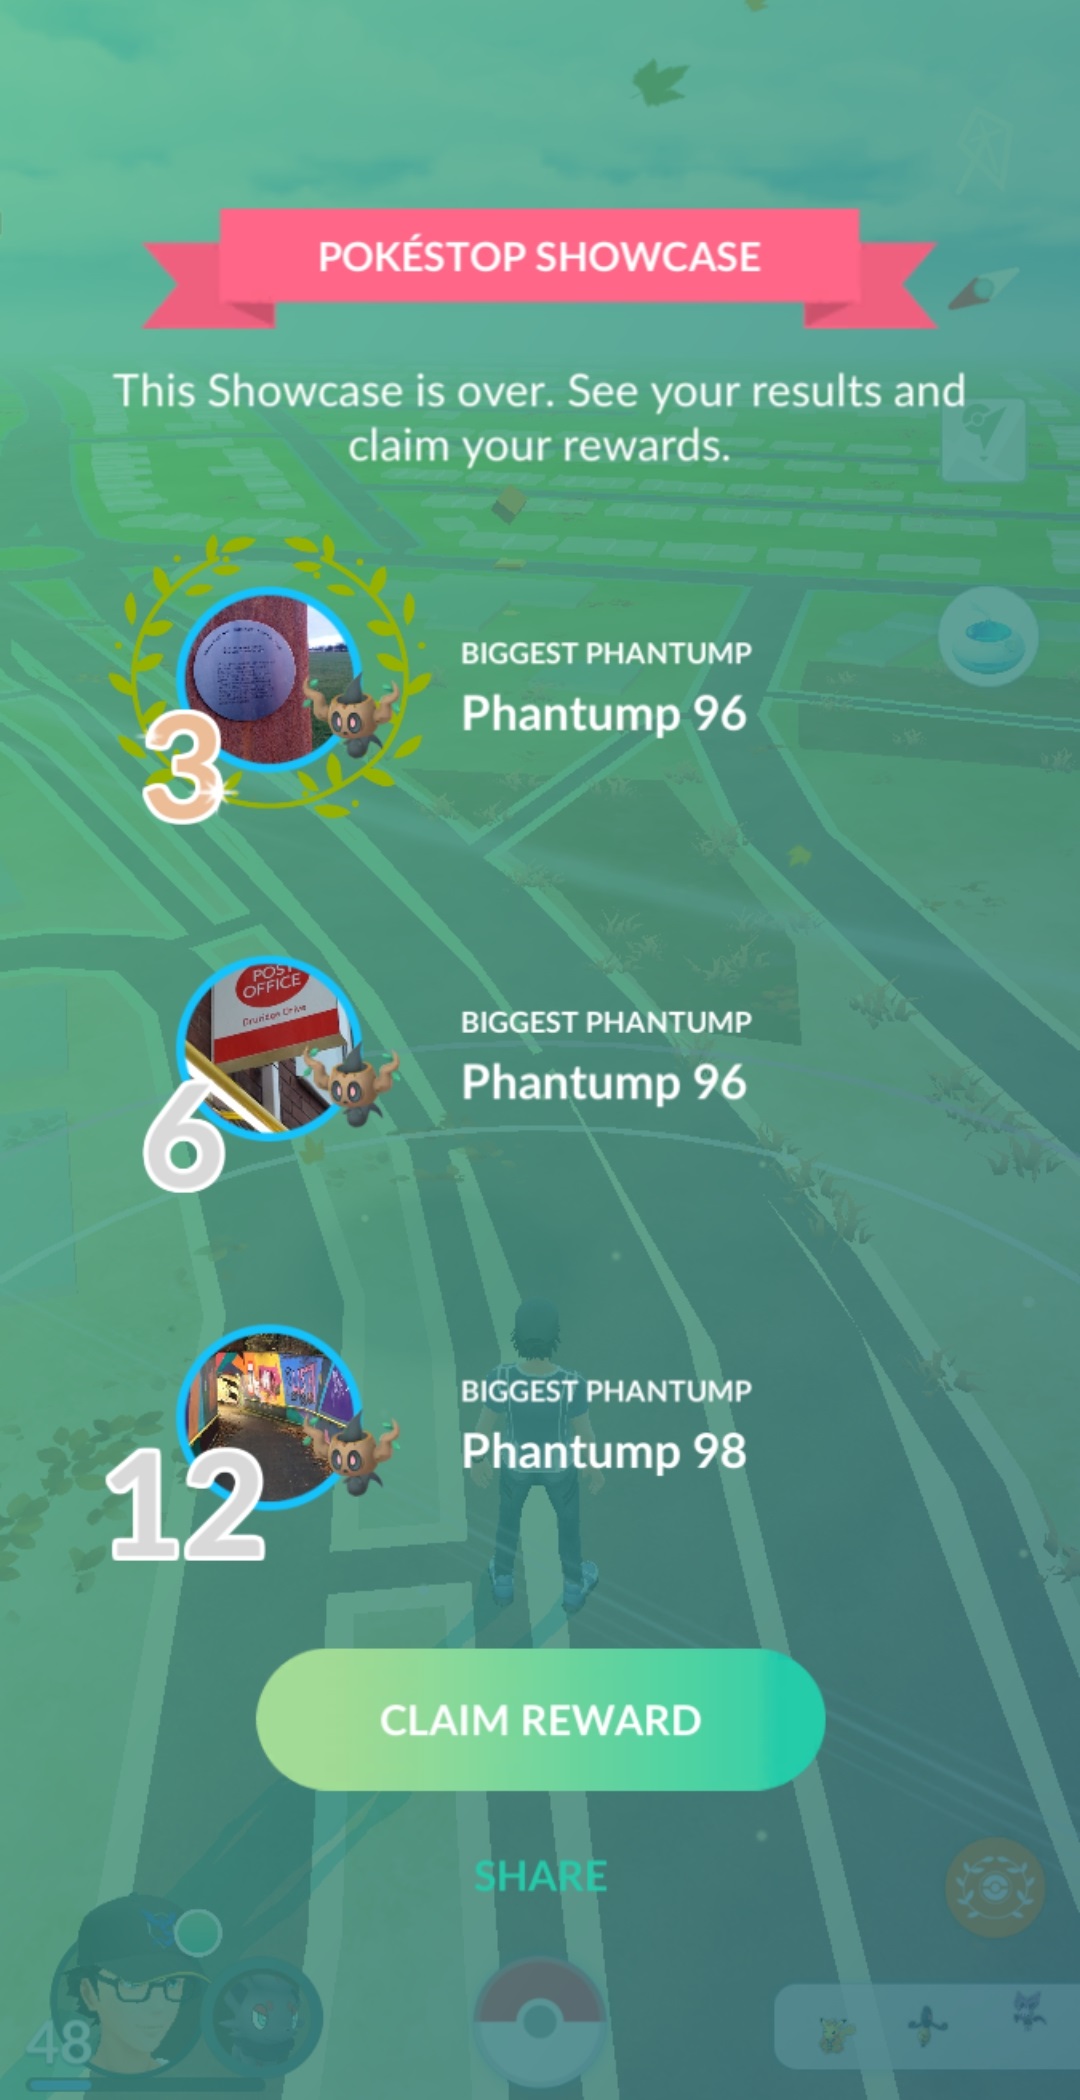 POKÉSTOP SHOWCASE
This Showcase is over. See your results and
claim your rewards.
3
BIGGEST PHANTUMP
Phantump 96
POST
OFFICE
6
BIGGEST PHANTUMP
Phantump 96
12
BIGGEST PHANTUMP
Phantump 98
CLAIM REWARD
SHARE
48